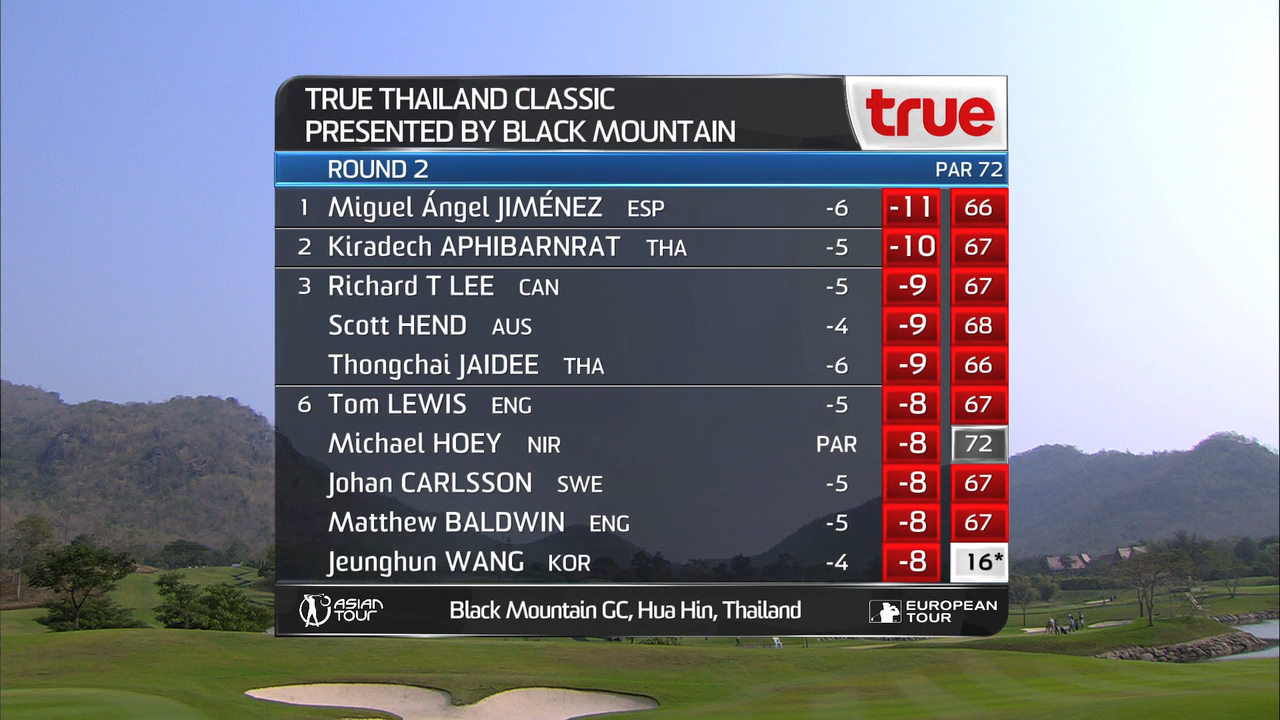 TRUE THAILAND CLASSIC
PRESENTED BY BLACK MOUNTAIN
true
ROUND 2 PAR 72
1 Miguel Ángel JIMÉNEZ ESP -6 -11 66
2 Kiradech APHIBARNRAT THA -5 -10 67
3 Richard T LEE CAN -5 -9 67
Scott HEND AUS -4 -9 68
Thongchai JAIDEE THA -6 -9 66
6 Tom LEWIS ENG -5 -8 67
Michael HOEY NIR PAR -8 72
Johan CARLSSON SWE -5 -8 67
Matthew BALDWIN ENG -5 -8 67
Jeunghun WANG KOR -4 -8 16*
ASIAN TOUR
Black Mountain GC, Hua Hin, Thailand
EUROPEAN TOUR